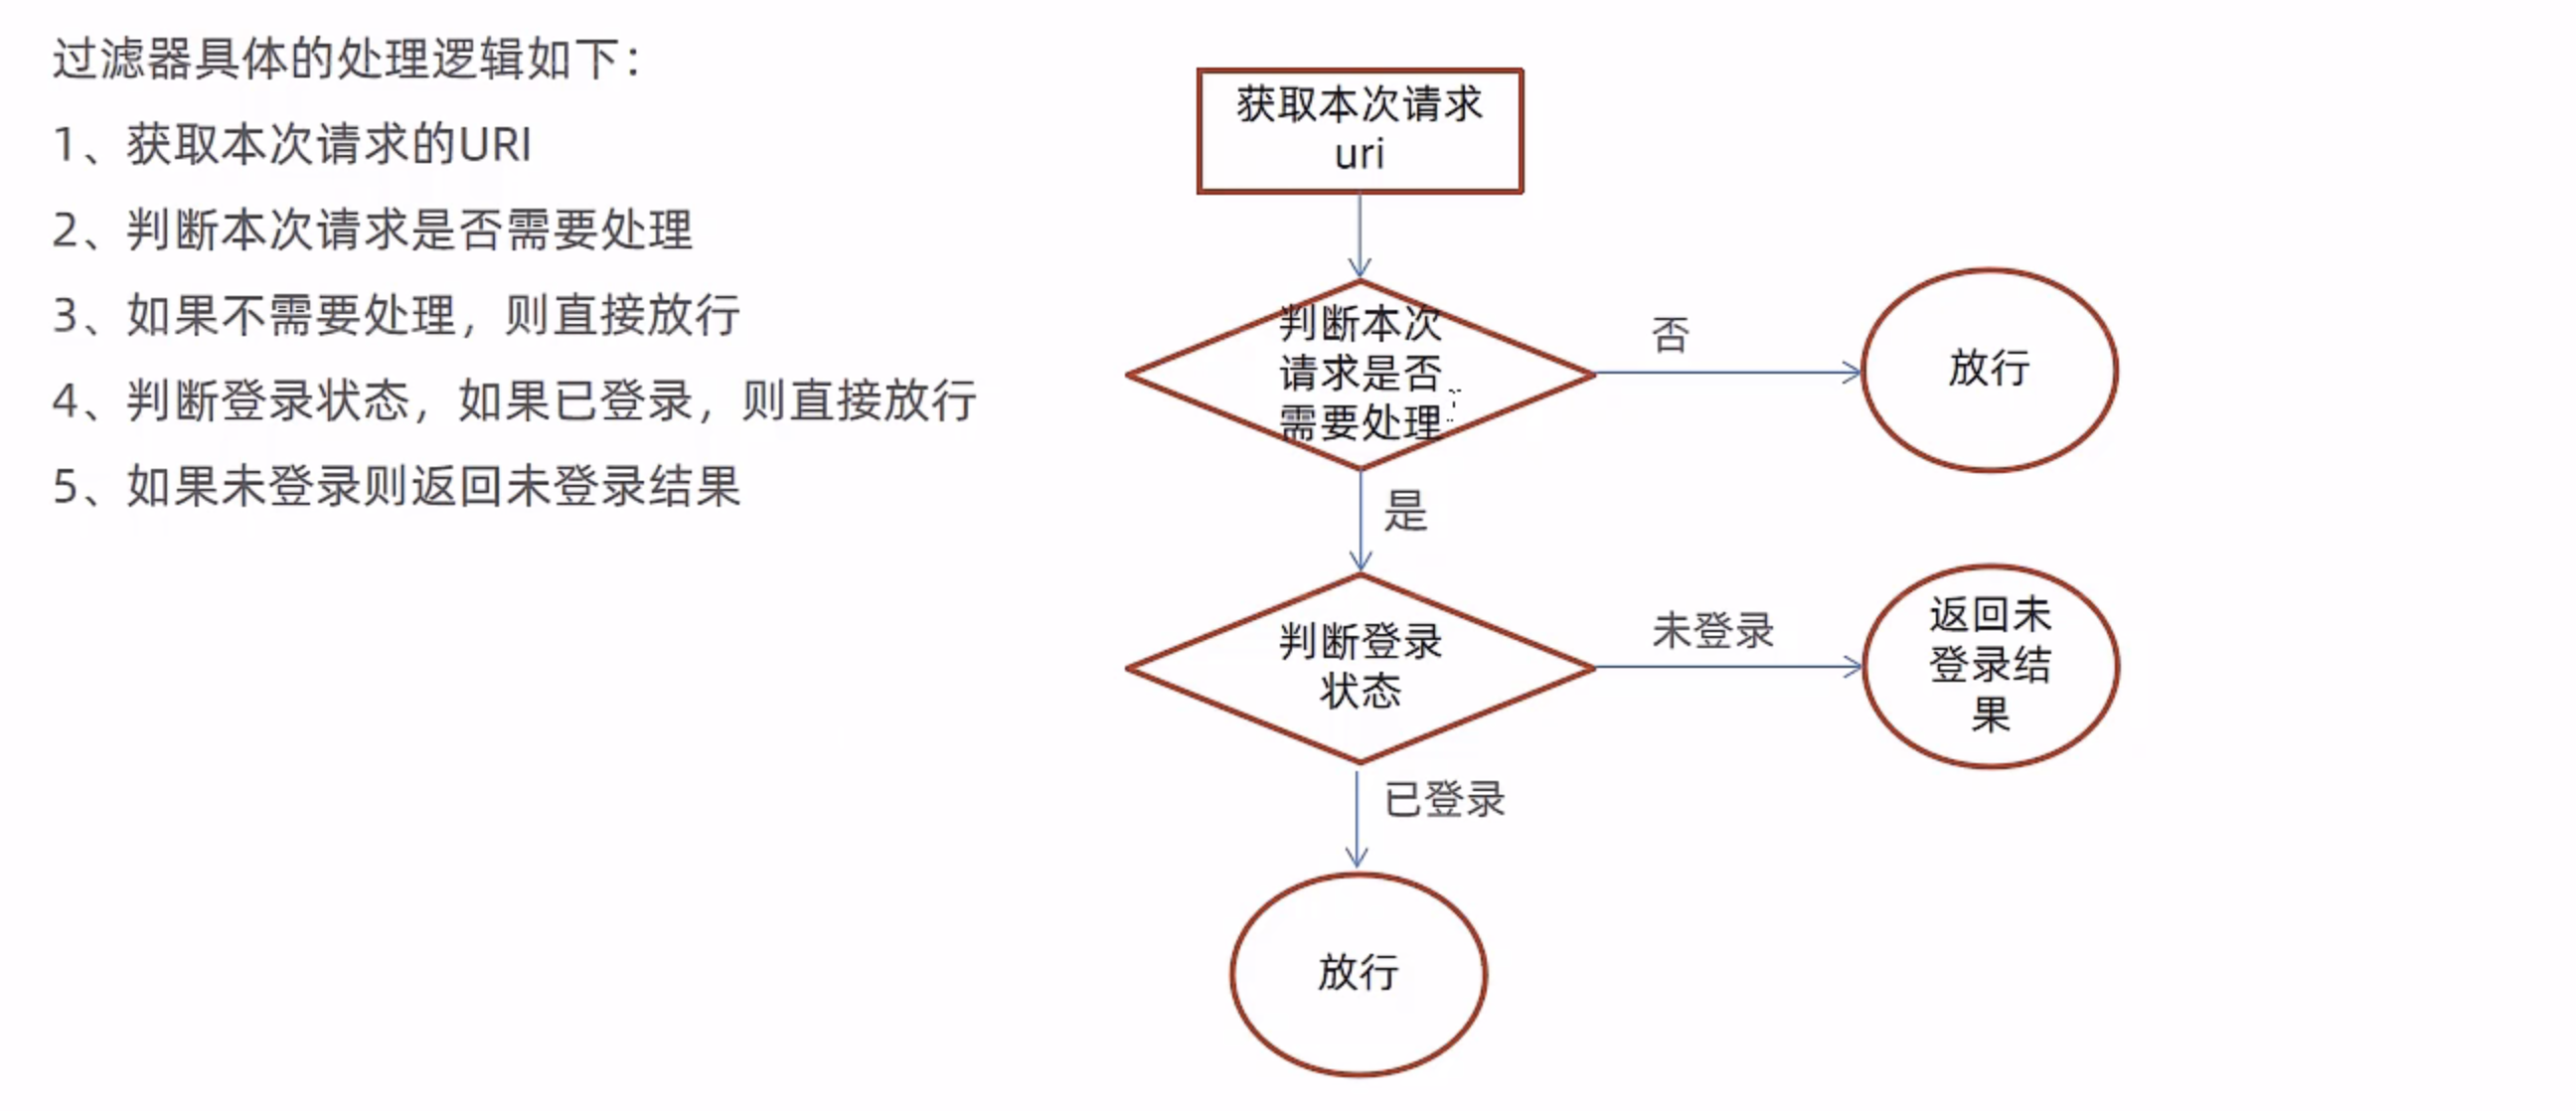 过滤器具体的处理逻辑如下：
1、获取本次请求的URI
2、判断本次请求是否需要处理
3、如果不需要处理，则直接放行
4、判断登录状态，如果已登录，则直接放行
5、如果未登录则返回未登录结果
获取本次请求
uri
判断本次
请求是否
需要处理
否
放行
是
判断登录
状态
未登录
返回未
登录结
果
已登录
放行